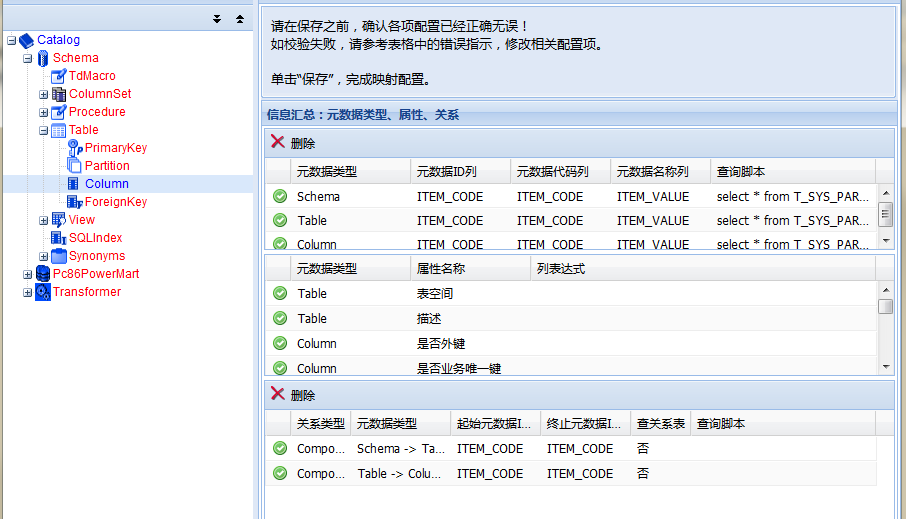 Catalog
Schema
TdMacro
ColumnSet
Procedure
Table
PrimaryKey
Partition
Column
ForeignKey
View
SQLIndex
Synonyms
Pc86PowerMart
Transformer
请在保存之前，确认各项配置已经正确无误！
如校验失败，请参考表格中的错误指示，修改相关配置项。
单击“保存”，完成映射配置。
信息汇总：元数据类型、属性、关系
删除
元数据类型 元数据ID列 元数据代码列 元数据名称列 查询脚本
Schema ITEM_CODE ITEM_CODE ITEM_VALUE select * from T_SYS_PAR...
Table ITEM_CODE ITEM_CODE ITEM_VALUE select * from T_SYS_PAR...
Column ITEM_CODE ITEM_CODE ITEM_VALUE select * from T_SYS_PAR...
元数据类型 属性名称 列表达式
Table 表空间
Table 描述
Column 是否外键
Column 是否业务唯一键
删除
关系类型 元数据类型 起始元数据I... 终止元数据I... 查关系表 查询脚本
Compo... Schema -> Ta... ITEM_CODE ITEM_CODE 否
Compo... Table -> Colu... ITEM_CODE ITEM_CODE 否